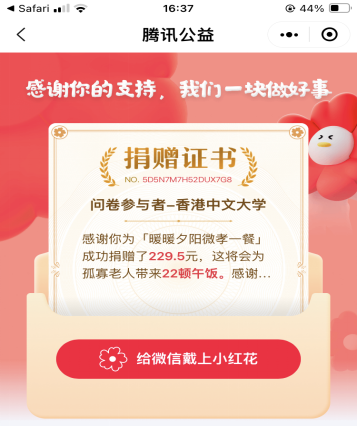 Safari
16:37
44%
腾讯公益
感谢你的支持，我们一块做好事
捐赠证书
NO. 5D5N7M7H52DUX7G8
问卷参与者-香港中文大学
感谢你为「暖暖夕阳微孝一餐」
成功捐赠了229.5元，这将会为
孤寡老人带来22顿午饭。感谢...
给微信戴上小红花